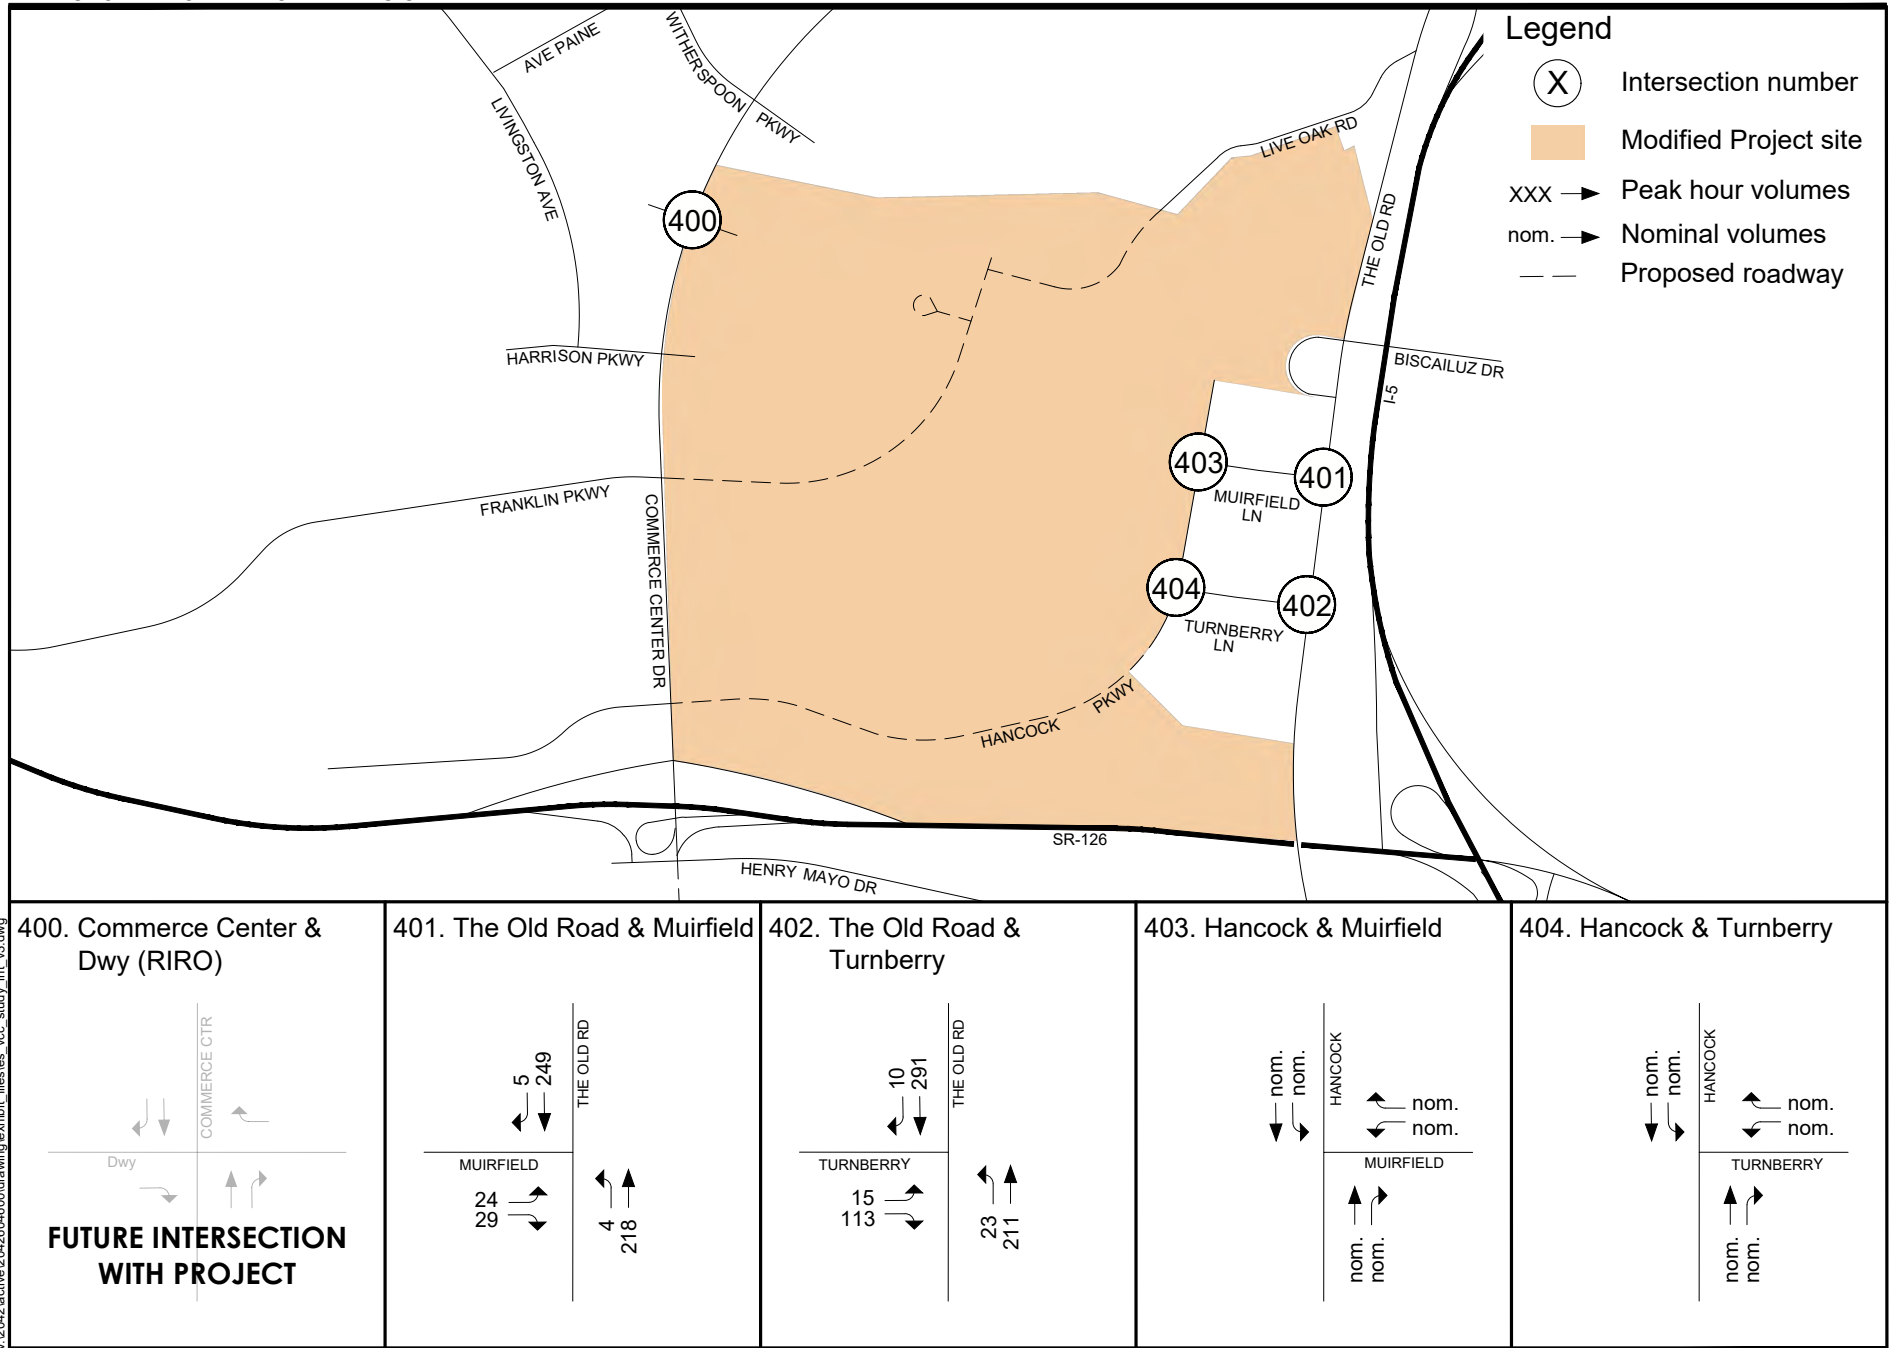 AVE PAINE
WITHERSPOON PKWY
LIVINGSTON AVE
LIVE OAK RD
THE OLD RD
400
HARRISON PKWY
BISCAILUZ DR
I-5
403
401
MUIRFIELD
LN
FRANKLIN PKWY
COMMERCE CENTER DR
404
402
TURNBERRY
LN
HANCOCK PKWY
SR-126
HENRY MAYO DR
Legend
X Intersection number
Modified Project site
XXX Peak hour volumes
nom. Nominal volumes
Proposed roadway
400. Commerce Center &
Dwy (RIRO)
COMMERCE CTR
Dwy
FUTURE INTERSECTION
WITH PROJECT
401. The Old Road & Muirfield
5
249
THE OLD RD
MUIRFIELD
24
29
4
218
402. The Old Road &
Turnberry
10
291
THE OLD RD
TURNBERRY
15
113
23
211
403. Hancock & Muirfield
nom.
nom.
HANCOCK
nom.
nom.
MUIRFIELD
nom.
nom.
404. Hancock & Turnberry
nom.
nom.
HANCOCK
nom.
nom.
TURNBERRY
nom.
nom.